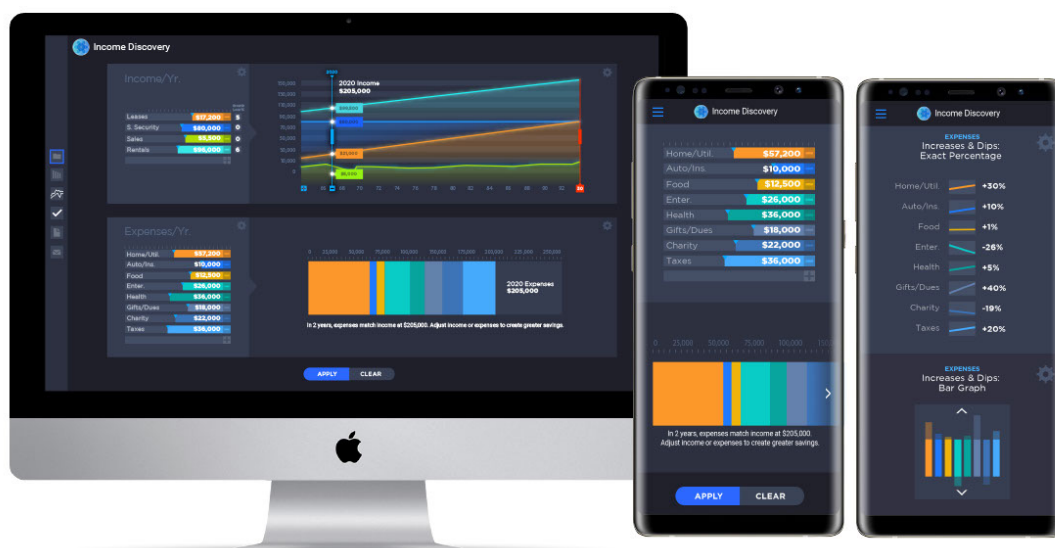 Income Discovery
Income/Yr.
Leases $17,200 5
S. Security $80,000 0
Sales 0
Rentals $96,000 6
2020 Income
$205,000
Expenses/Yr.
Home/Util. $57,200
Auto/Ins. $10,000
Food $12,500
Enter. $26,000
Health $36,000
Gifts/Dues $18,000
Charity $22,000
Taxes $36,000
2020 Expenses
$205,000
In 2 years, expenses match income at $205,000. Adjust income or expenses to create greater savings.
APPLY CLEAR
Income Discovery
Home/Util. $57,200
Auto/Ins. $10,000
Food $12,500
Enter. $26,000
Health $36,000
Gifts/Dues $18,000
Charity $22,000
Taxes $36,000
0 25,000 50,000 75,000 100,000
In 2 years, expenses match income at $205,000.
Adjust income or expenses to create greater savings.
APPLY CLEAR
Income Discovery
EXPENSES
Increases & Dips:
Exact Percentage
Home/Util. +30%
Auto/Ins. +10%
Food +1%
Enter. -26%
Health +5%
Gifts/Dues +40%
Charity -19%
Taxes +20%
EXPENSES
Increases & Dips:
Bar Graph